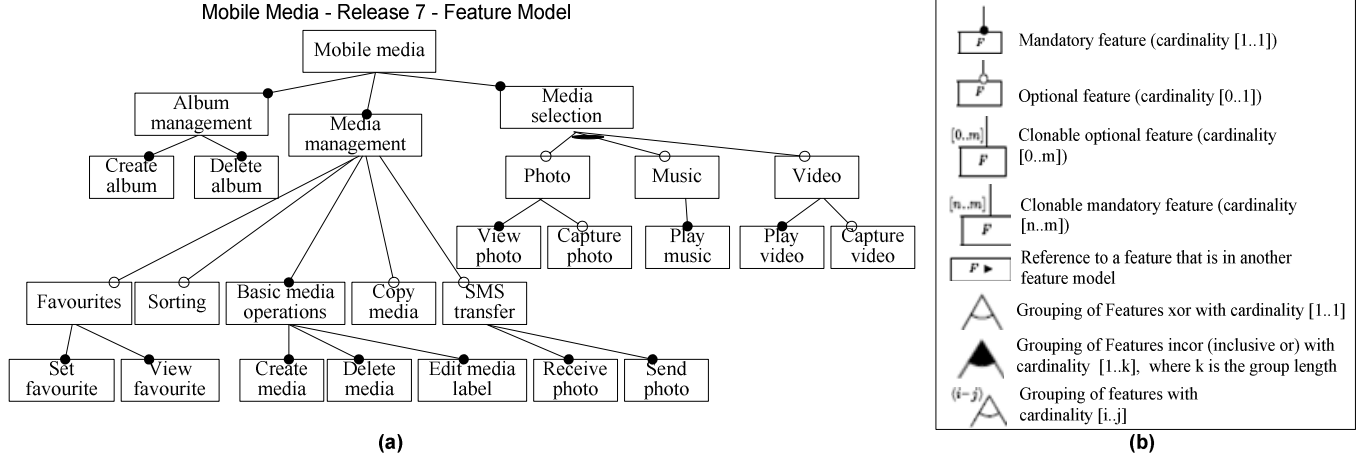 Mobile Media - Release 7 - Feature Model
Mobile media
Album
management
Media
management
Media
selection
Create
album
Delete
album
Photo
Music
Video
View
photo
Capture
photo
Play
music
Play
video
Capture
video
Favourites
Sorting
Basic media
operations
Copy
media
SMS
transfer
Set
favourite
View
favourite
Create
media
Delete
media
Edit media
label
Receive
photo
Send
photo
(a)
F
Mandatory feature (cardinality [1..1])
F
Optional feature (cardinality [0..1])
[0..m]
F
Clonable optional feature (cardinality
[0..m])
[n..m]
F
Clonable mandatory feature (cardinality
[n..m])
F ►
Reference to a feature that is in another
feature model
Grouping of Features xor with cardinality [1..1]
Grouping of Features incor (inclusive or) with
cardinality [1..k], where k is the group length
(i-j)
Grouping of features with
cardinality [i..j]
(b)